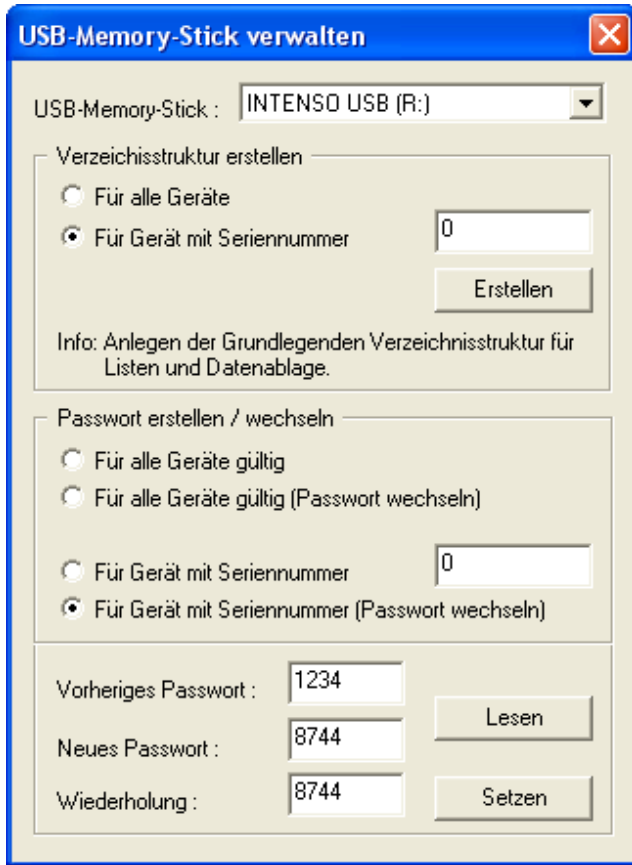 USB-Memory-Stick verwalten
USB-Memory-Stick : INTENSO USB (R:)
Verzeichisstruktur erstellen
Für alle Geräte
Für Gerät mit Seriennummer 0
Erstellen
Info: Anlegen der Grundlegenden Verzeichnisstruktur für
Listen und Datenablage.
Passwort erstellen / wechseln
Für alle Geräte gültig
Für alle Geräte gültig (Passwort wechseln)
Für Gerät mit Seriennummer 0
Für Gerät mit Seriennummer (Passwort wechseln)
Vorheriges Passwort : 1234
Lesen
Neues Passwort : 8744
Wiederholung : 8744 Setzen